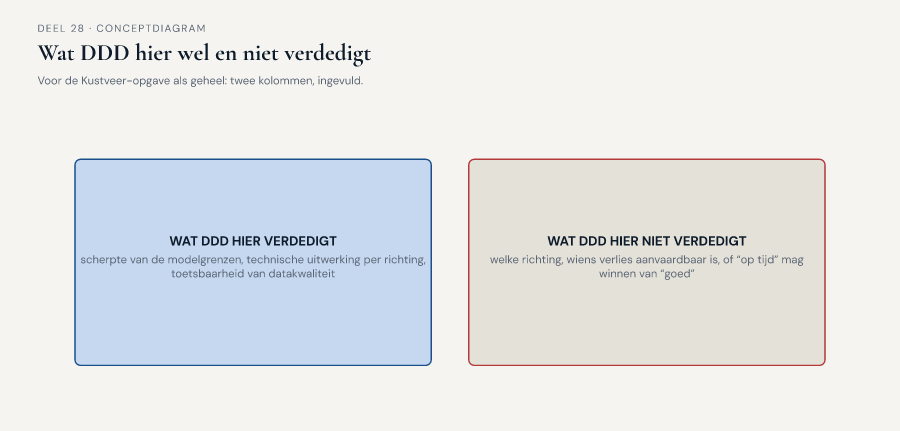 DEEL 28 · CONCEPTDIAGRAM
Wat DDD hier wel en niet verdedigt
Voor de Kustveer-opgave als geheel: twee kolommen, ingevuld.
WAT DDD HIER VERDEDIGT
scherpte van de modelgrenzen, technische uitwerking per richting,
toetsbaarheid van datakwaliteit
WAT DDD HIER NIET VERDEDIGT
welke richting, wiens verlies aanvaardbaar is, of “op tijd” mag
winnen van “goed”